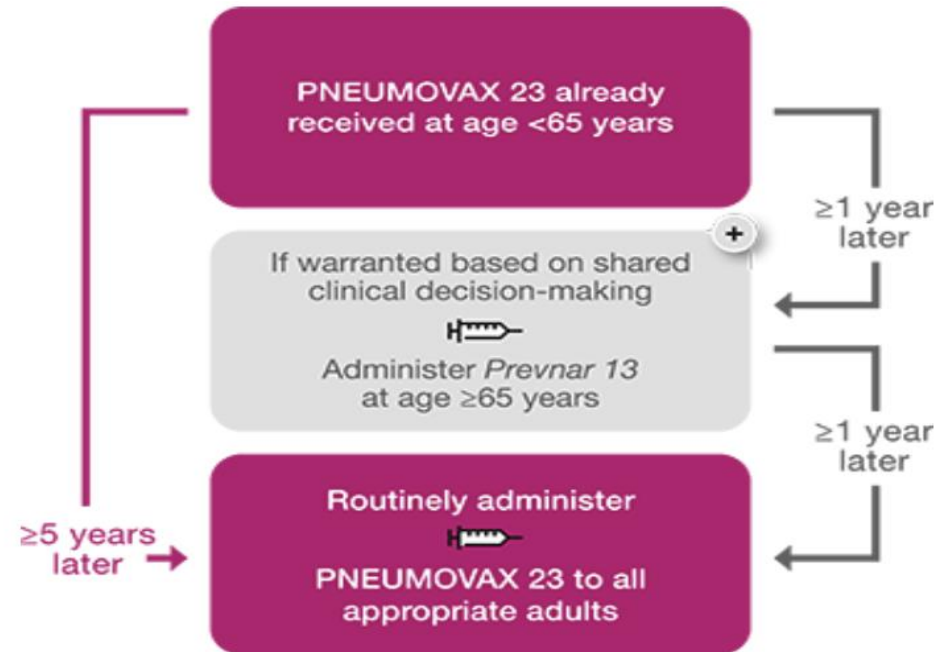 PNEUMOVAX 23 already
received at age <65 years
≥1 year
later
+
If warranted based on shared
clinical decision-making
Administer Prevnar 13
at age ≥65 years
≥1 year
later
Routinely administer
≥5 years
later
PNEUMOVAX 23 to all
appropriate adults